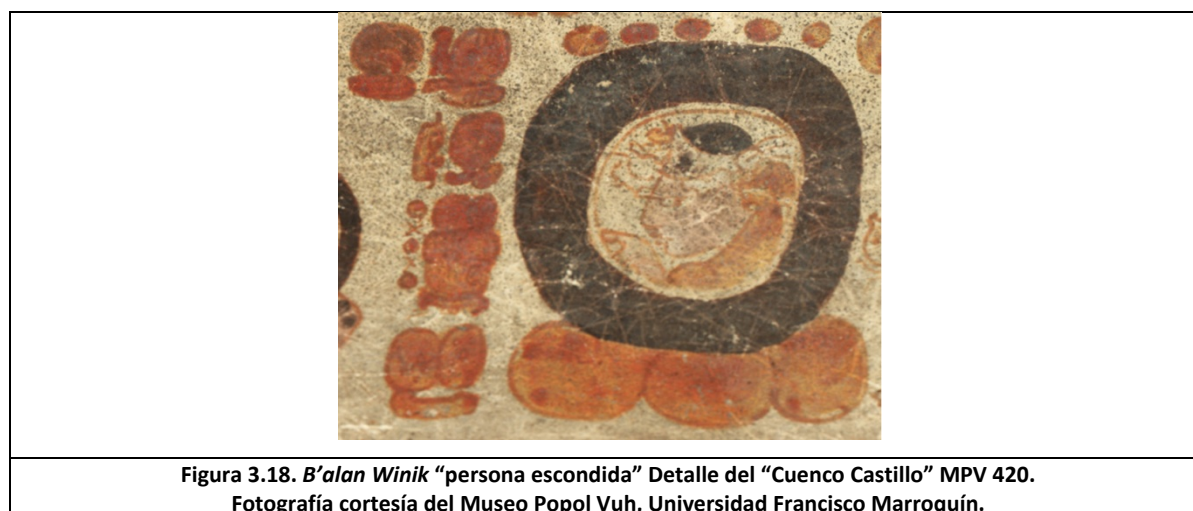 Figura 3.18. B’alan Winik “persona escondida” Detalle del “Cuenco Castillo” MPV 420.
Fotografía cortesía del Museo Popol Vuh. Universidad Francisco Marroquín.